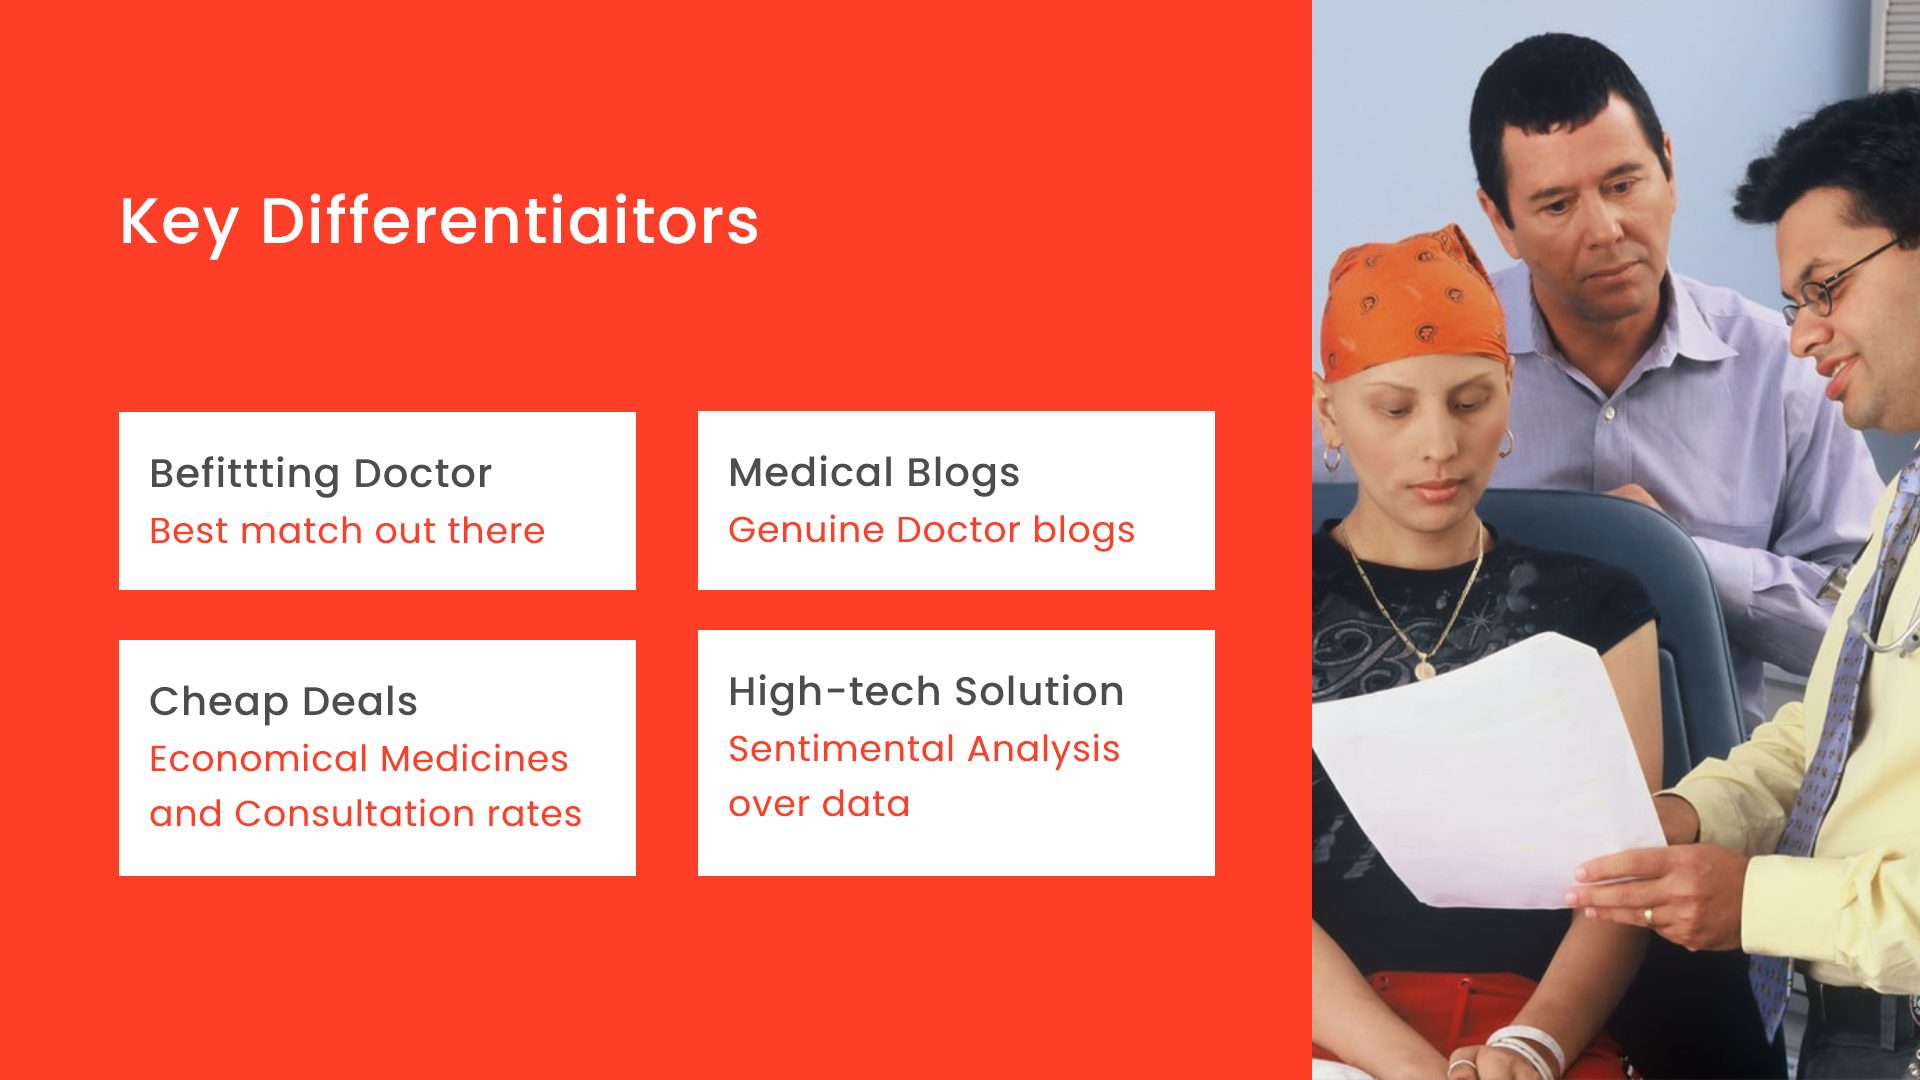 Key Differentiaitors
Befittting Doctor
Best match out there
Medical Blogs
Genuine Doctor blogs
Cheap Deals
Economical Medicines
and Consultation rates
High-tech Solution
Sentimental Analysis
over data